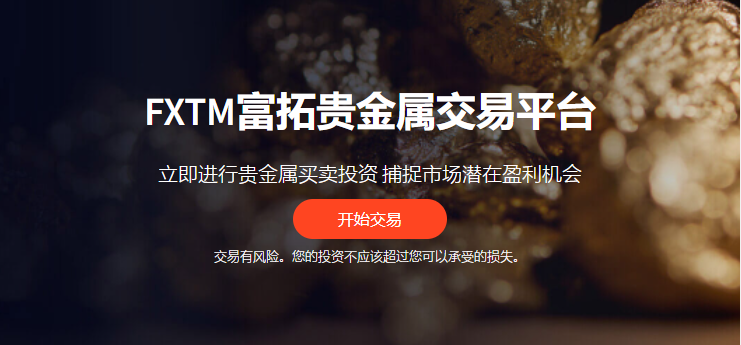 FXTM富拓贵金属交易平台
立即进行贵金属买卖投资 捕捉市场潜在盈利机会
开始交易
交易有风险。您的投资不应该超过您可以承受的损失。